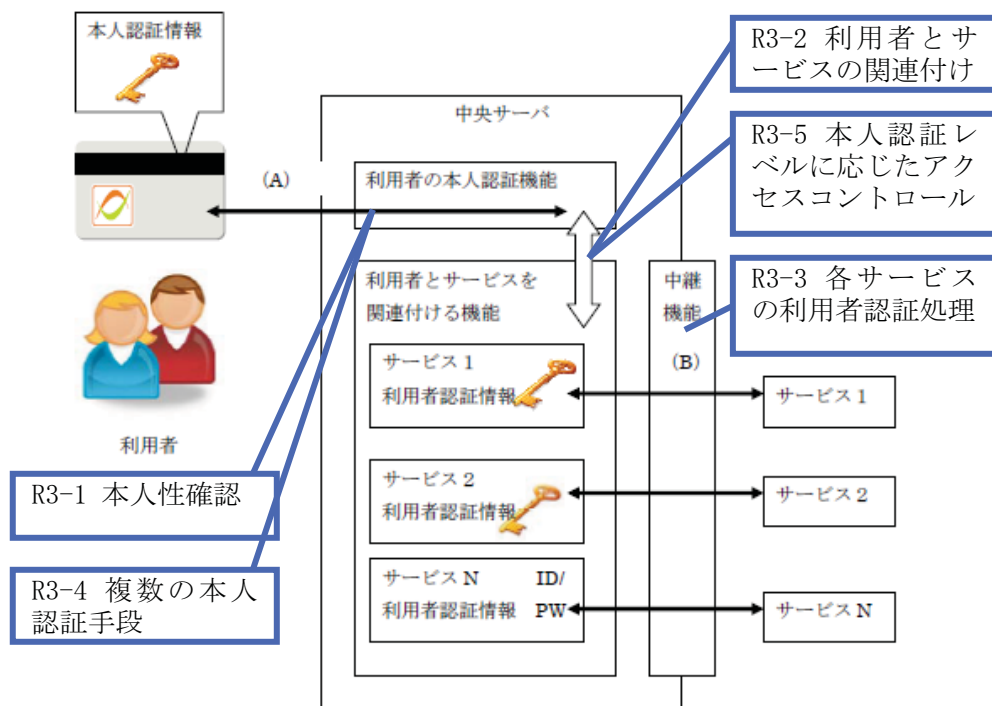 本人認証情報
R3-2 利用者とサ
ービスの関連付け
中央サーバ
R3-5 本人認証レ
ベルに応じたアク
セスコントロール
(A)
利用者の本人認証機能
利用者とサービスを
関連付ける機能
中継
機能
(B)
R3-3 各サービス
の利用者認証処理
サービス1
利用者認証情報
サービス1
利用者
R3-1 本人性確認
サービス2
利用者認証情報
サービス2
R3-4 複数の本人
認証手段
サービスN ID/
利用者認証情報 PW
サービスN